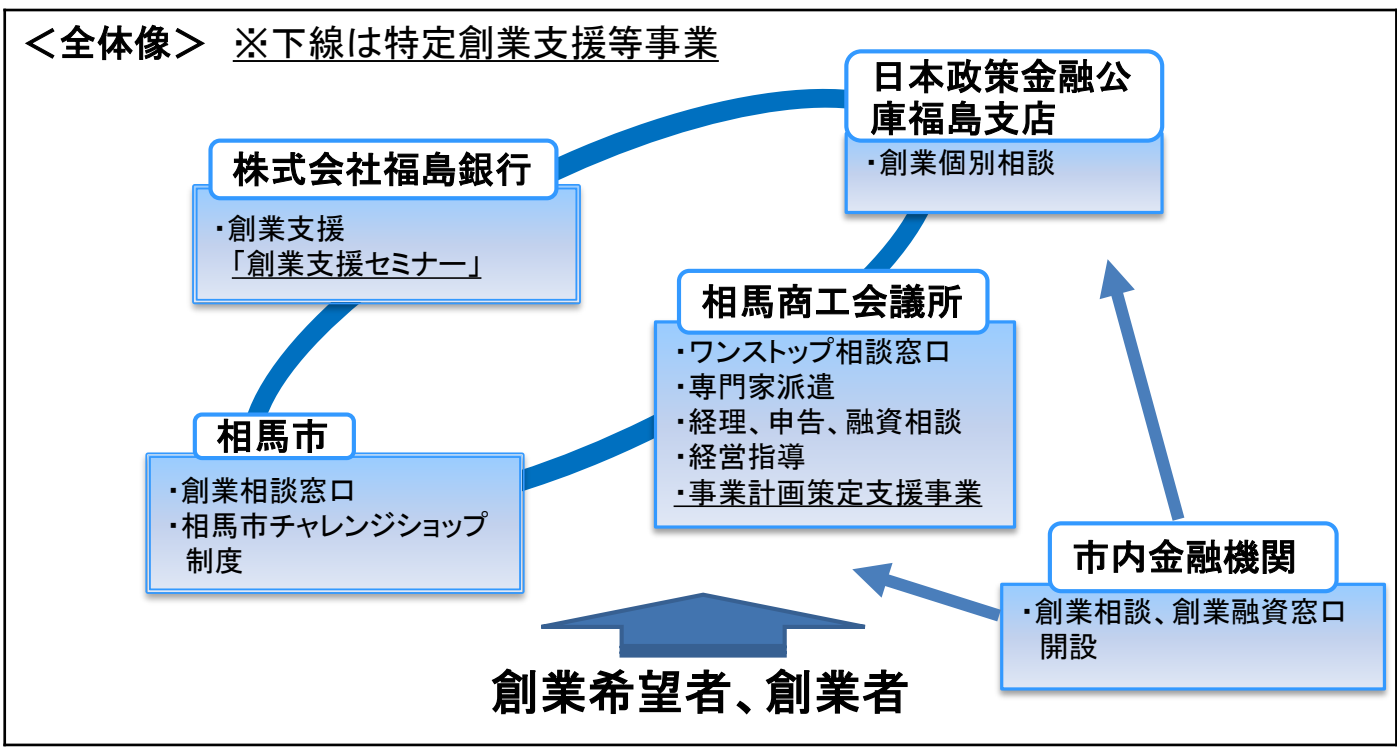 ＜全体像＞ ※下線は特定創業支援等事業
日本政策金融公
庫福島支店
・創業個別相談
株式会社福島銀行
・創業支援
「創業支援セミナー」
相馬商工会議所
・ワンストップ相談窓口
・専門家派遣
・経理、申告、融資相談
・経営指導
・事業計画策定支援事業
相馬市
・創業相談窓口
・相馬市チャレンジショップ
制度
市内金融機関
・創業相談、創業融資窓口
開設
創業希望者、創業者